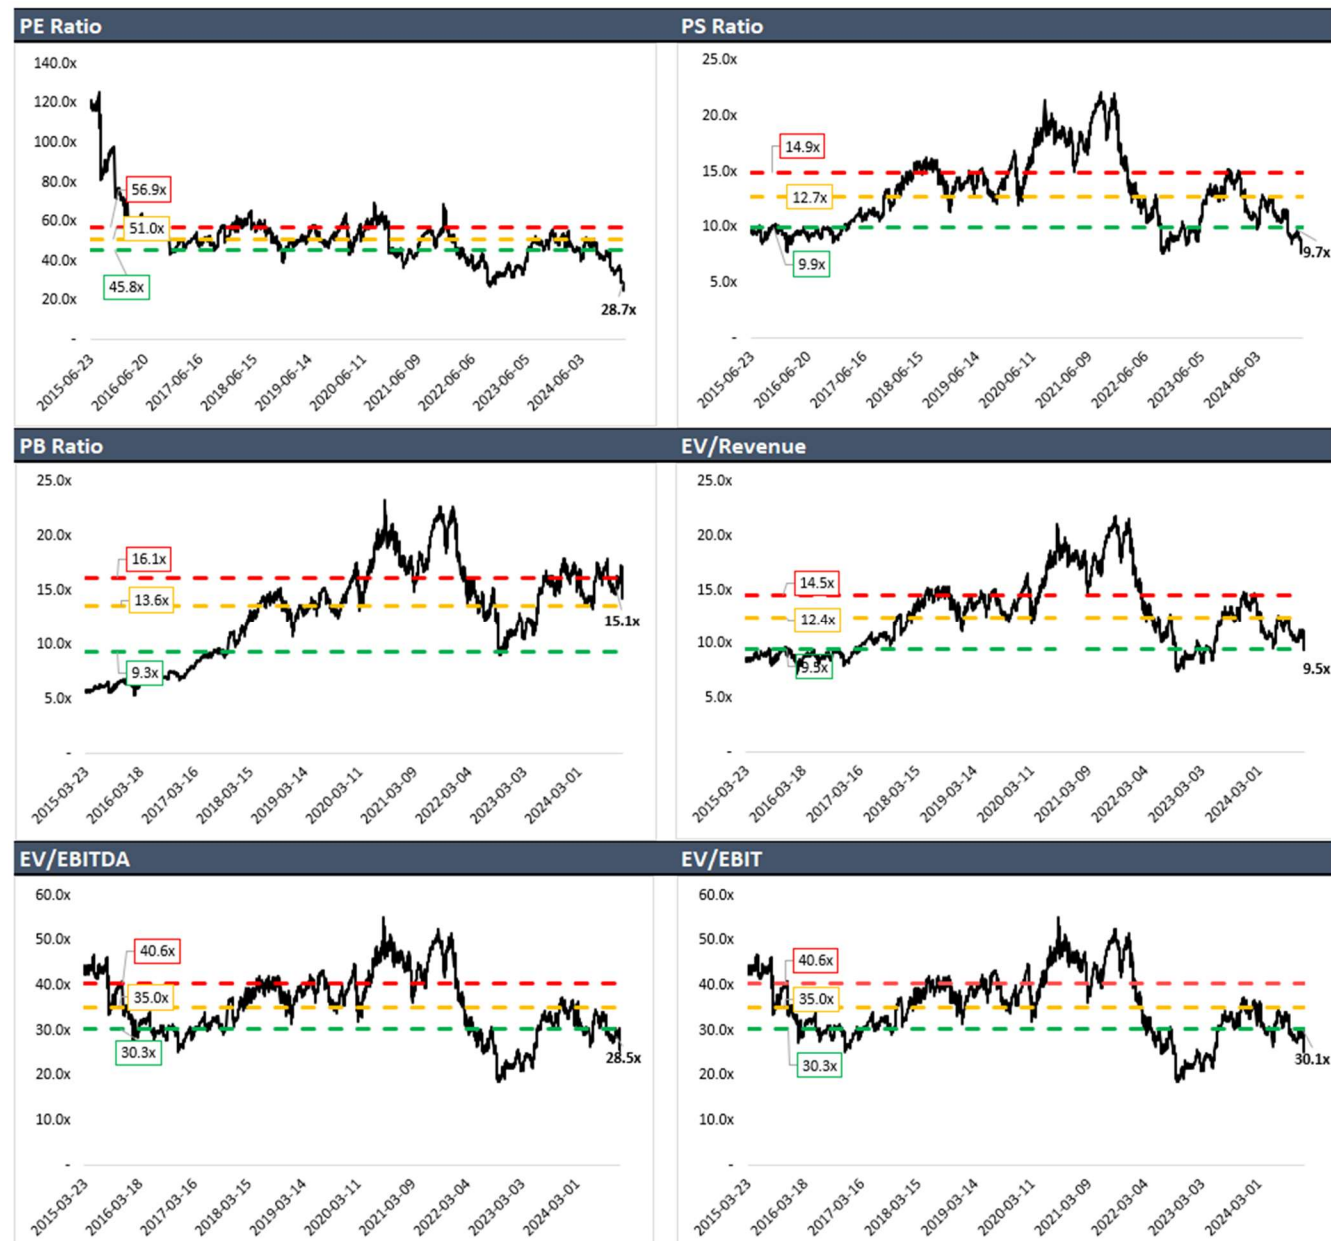 PE Ratio
140.0x
120.0x
100.0x
80.0x
60.0x
40.0x
20.0x
-
56.9x
51.0x
45.8x
28.7x
2015-06-23
2016-06-20
2017-06-16
2018-06-15
2019-06-14
2020-06-11
2021-06-09
2022-06-06
2023-06-05
2024-06-03
PS Ratio
25.0x
20.0x
15.0x
10.0x
5.0x
-
14.9x
12.7x
9.9x
9.7x
2015-06-23
2016-06-20
2017-06-16
2018-06-15
2019-06-14
2020-06-11
2021-06-09
2022-06-06
2023-06-05
2024-06-03
PB Ratio
25.0x
20.0x
15.0x
10.0x
5.0x
-
16.1x
13.6x
9.3x
15.1x
2015-03-23
2016-03-18
2017-03-16
2018-03-15
2019-03-14
2020-03-11
2021-03-09
2022-03-04
2023-03-03
2024-03-01
EV/Revenue
25.0x
20.0x
15.0x
10.0x
5.0x
-
14.5x
12.4x
9.5x
9.5x
2015-03-23
2016-03-18
2017-03-16
2018-03-15
2019-03-14
2020-03-11
2021-03-09
2022-03-04
2023-03-03
2024-03-01
EV/EBITDA
60.0x
50.0x
40.0x
30.0x
20.0x
10.0x
-
40.6x
35.0x
30.3x
28.5x
2015-03-23
2016-03-18
2017-03-16
2018-03-15
2019-03-14
2020-03-11
2021-03-09
2022-03-04
2023-03-03
2024-03-01
EV/EBIT
60.0x
50.0x
40.0x
30.0x
20.0x
10.0x
-
40.6x
35.0x
30.3x
30.1x
2015-03-23
2016-03-18
2017-03-16
2018-03-15
2019-03-14
2020-03-11
2021-03-09
2022-03-04
2023-03-03
2024-03-01